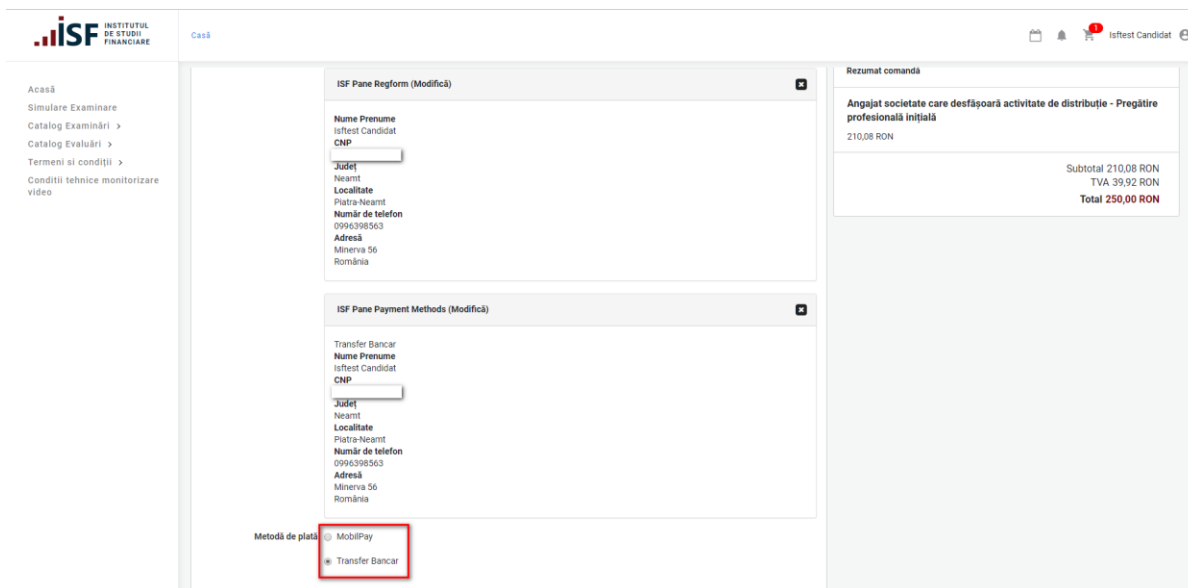 ISF INSTITUTUL
DE STUDII
FINANCIARE
Casă
1
Isftest Candidat
Acasă
Simulare Examinare
Catalog Examinări >
Catalog Evaluări >
Termeni si condiții >
Conditii tehnice monitorizare
video
ISF Pane Regform (Modifică)
Nume Prenume
Isftest Candidat
CNP
Județ
Neamt
Localitate
Piatra-Neamt
Număr de telefon
0996398563
Adresă
Minerva 56
România
ISF Pane Payment Methods (Modifică)
Transfer Bancar
Nume Prenume
Isftest Candidat
CNP
Județ
Neamt
Localitate
Piatra-Neamt
Număr de telefon
0996398563
Adresă
Minerva 56
România
Metodă de plată
MobilPay
Transfer Bancar
Rezumat comandă
Angajat societate care desfășoară activitate de distribuție - Pregătire
profesională inițială
210,08 RON
Subtotal 210,08 RON
TVA 39,92 RON
Total 250,00 RON